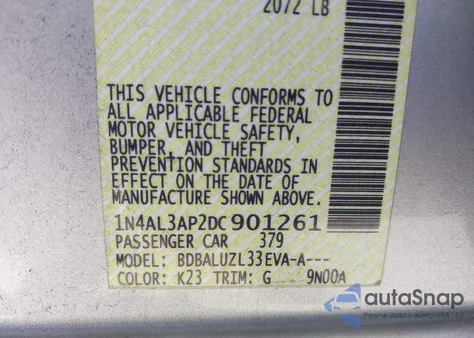 2072 LB
THIS VEHICLE CONFORMS TO
ALL APPLICABLE FEDERAL
MOTOR VEHICLE SAFETY,
BUMPER, AND THEFT
PREVENTION STANDARDS IN
EFFECT ON THE DATE OF
MANUFACTURE SHOWN ABOVE.
1N4AL3AP2DC901261
PASSENGER CAR 379
MODEL: BDBALUZL33EVA-A---
COLOR: K23 TRIM: G 9N00A
autoSnap